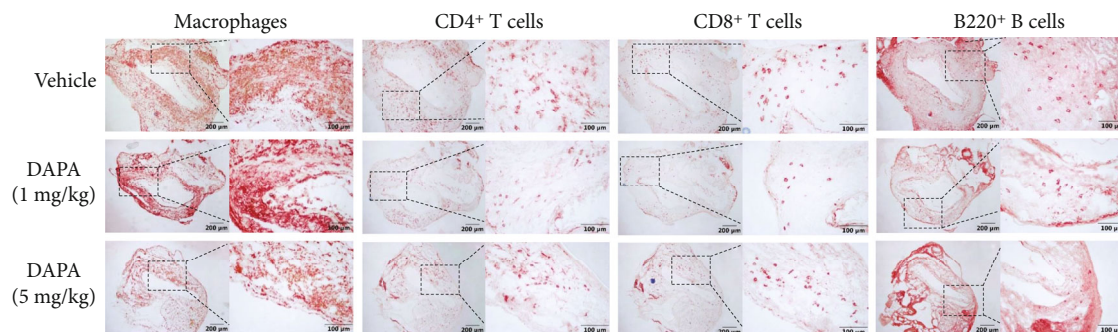 Macrophages CD4+ T cells CD8+ T cells B220+ B cells
Vehicle
200 μm 100 μm 200 μm 100 μm 200 μm 100 μm 200 μm 100 μm
DAPA
(1 mg/kg)
200 μm 100 μm 200 μm 100 μm 200 μm 100 μm 200 μm 100 μm
DAPA
(5 mg/kg)
200 μm 100 μm 200 μm 100 μm 200 μm 100 μm 200 μm 100 μm